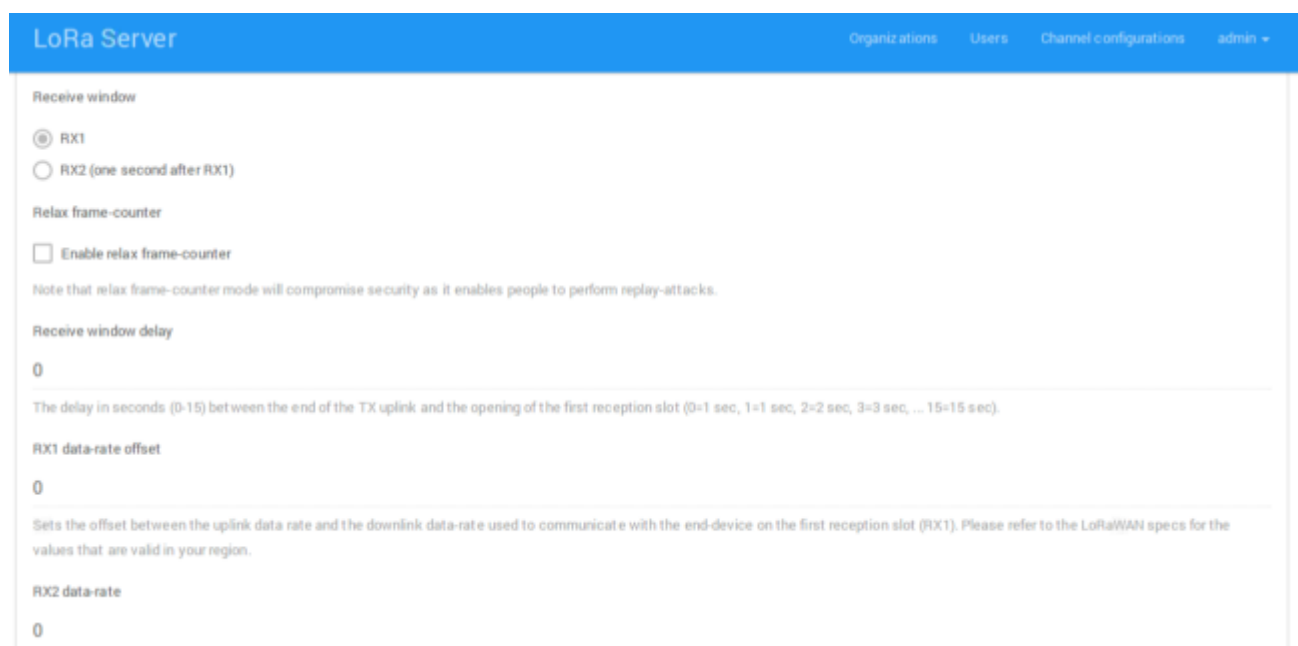 LoRa Server
Organizations Users Channel configurations admin
Receive window
RX1
RX2 (one second after RX1)
Relax frame-counter
Enable relax frame-counter
Note that relax frame-counter mode will compromise security as it enables people to perform replay-attacks.
Receive window delay
0
The delay in seconds (0-15) between the end of the TX uplink and the opening of the first reception slot (0=1 sec, 1=1 sec, 2=2 sec, 3=3 sec, ... 15=15 sec).
RX1 data-rate offset
0
Sets the offset between the uplink data rate and the downlink data-rate used to communicate with the end-device on the first reception slot (RX1). Please refer to the LoRaWAN specs for the
values that are valid in your region.
RX2 data-rate
0